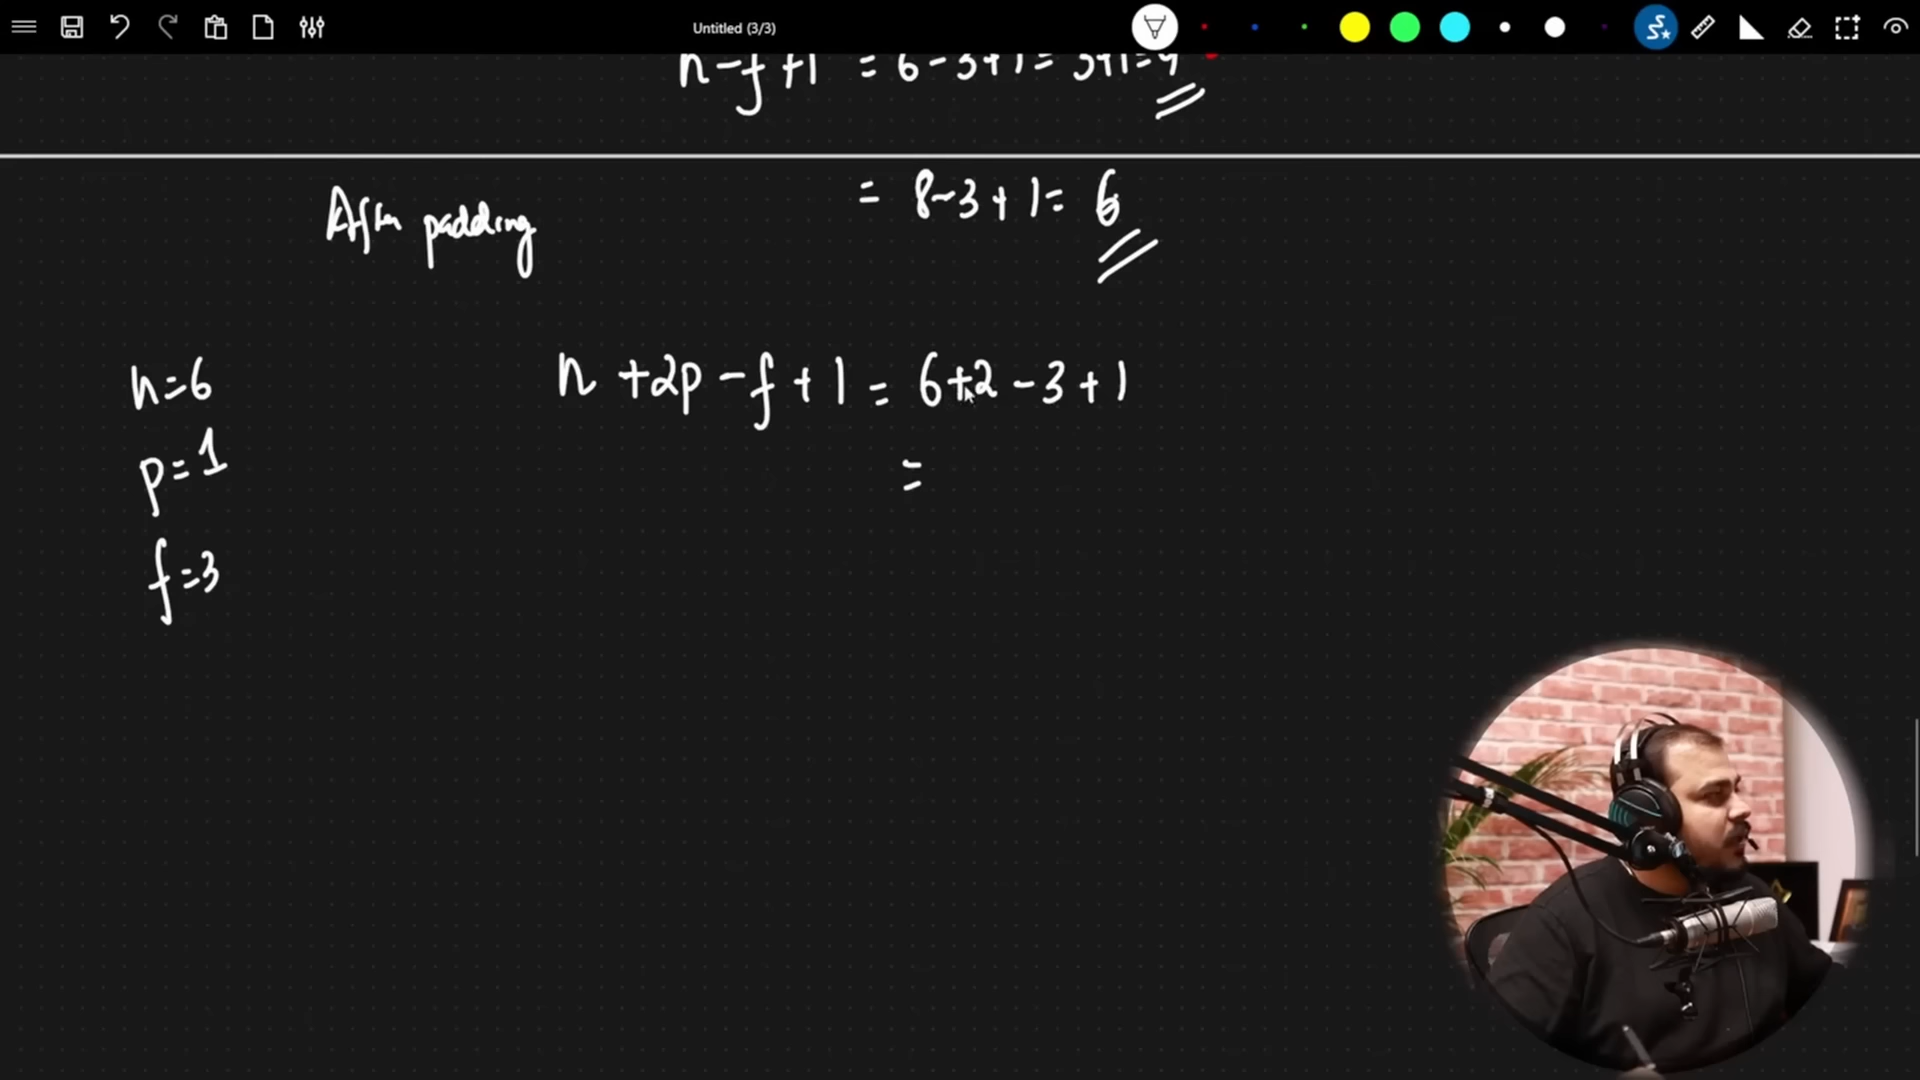 Untitled (3/3)
n-f+1 = 6-3+1= 3+1=4
After padding = 8-3+1= 6
n=6 n+2p-f+1 = 6+2-3+1
p=1 =
f=3